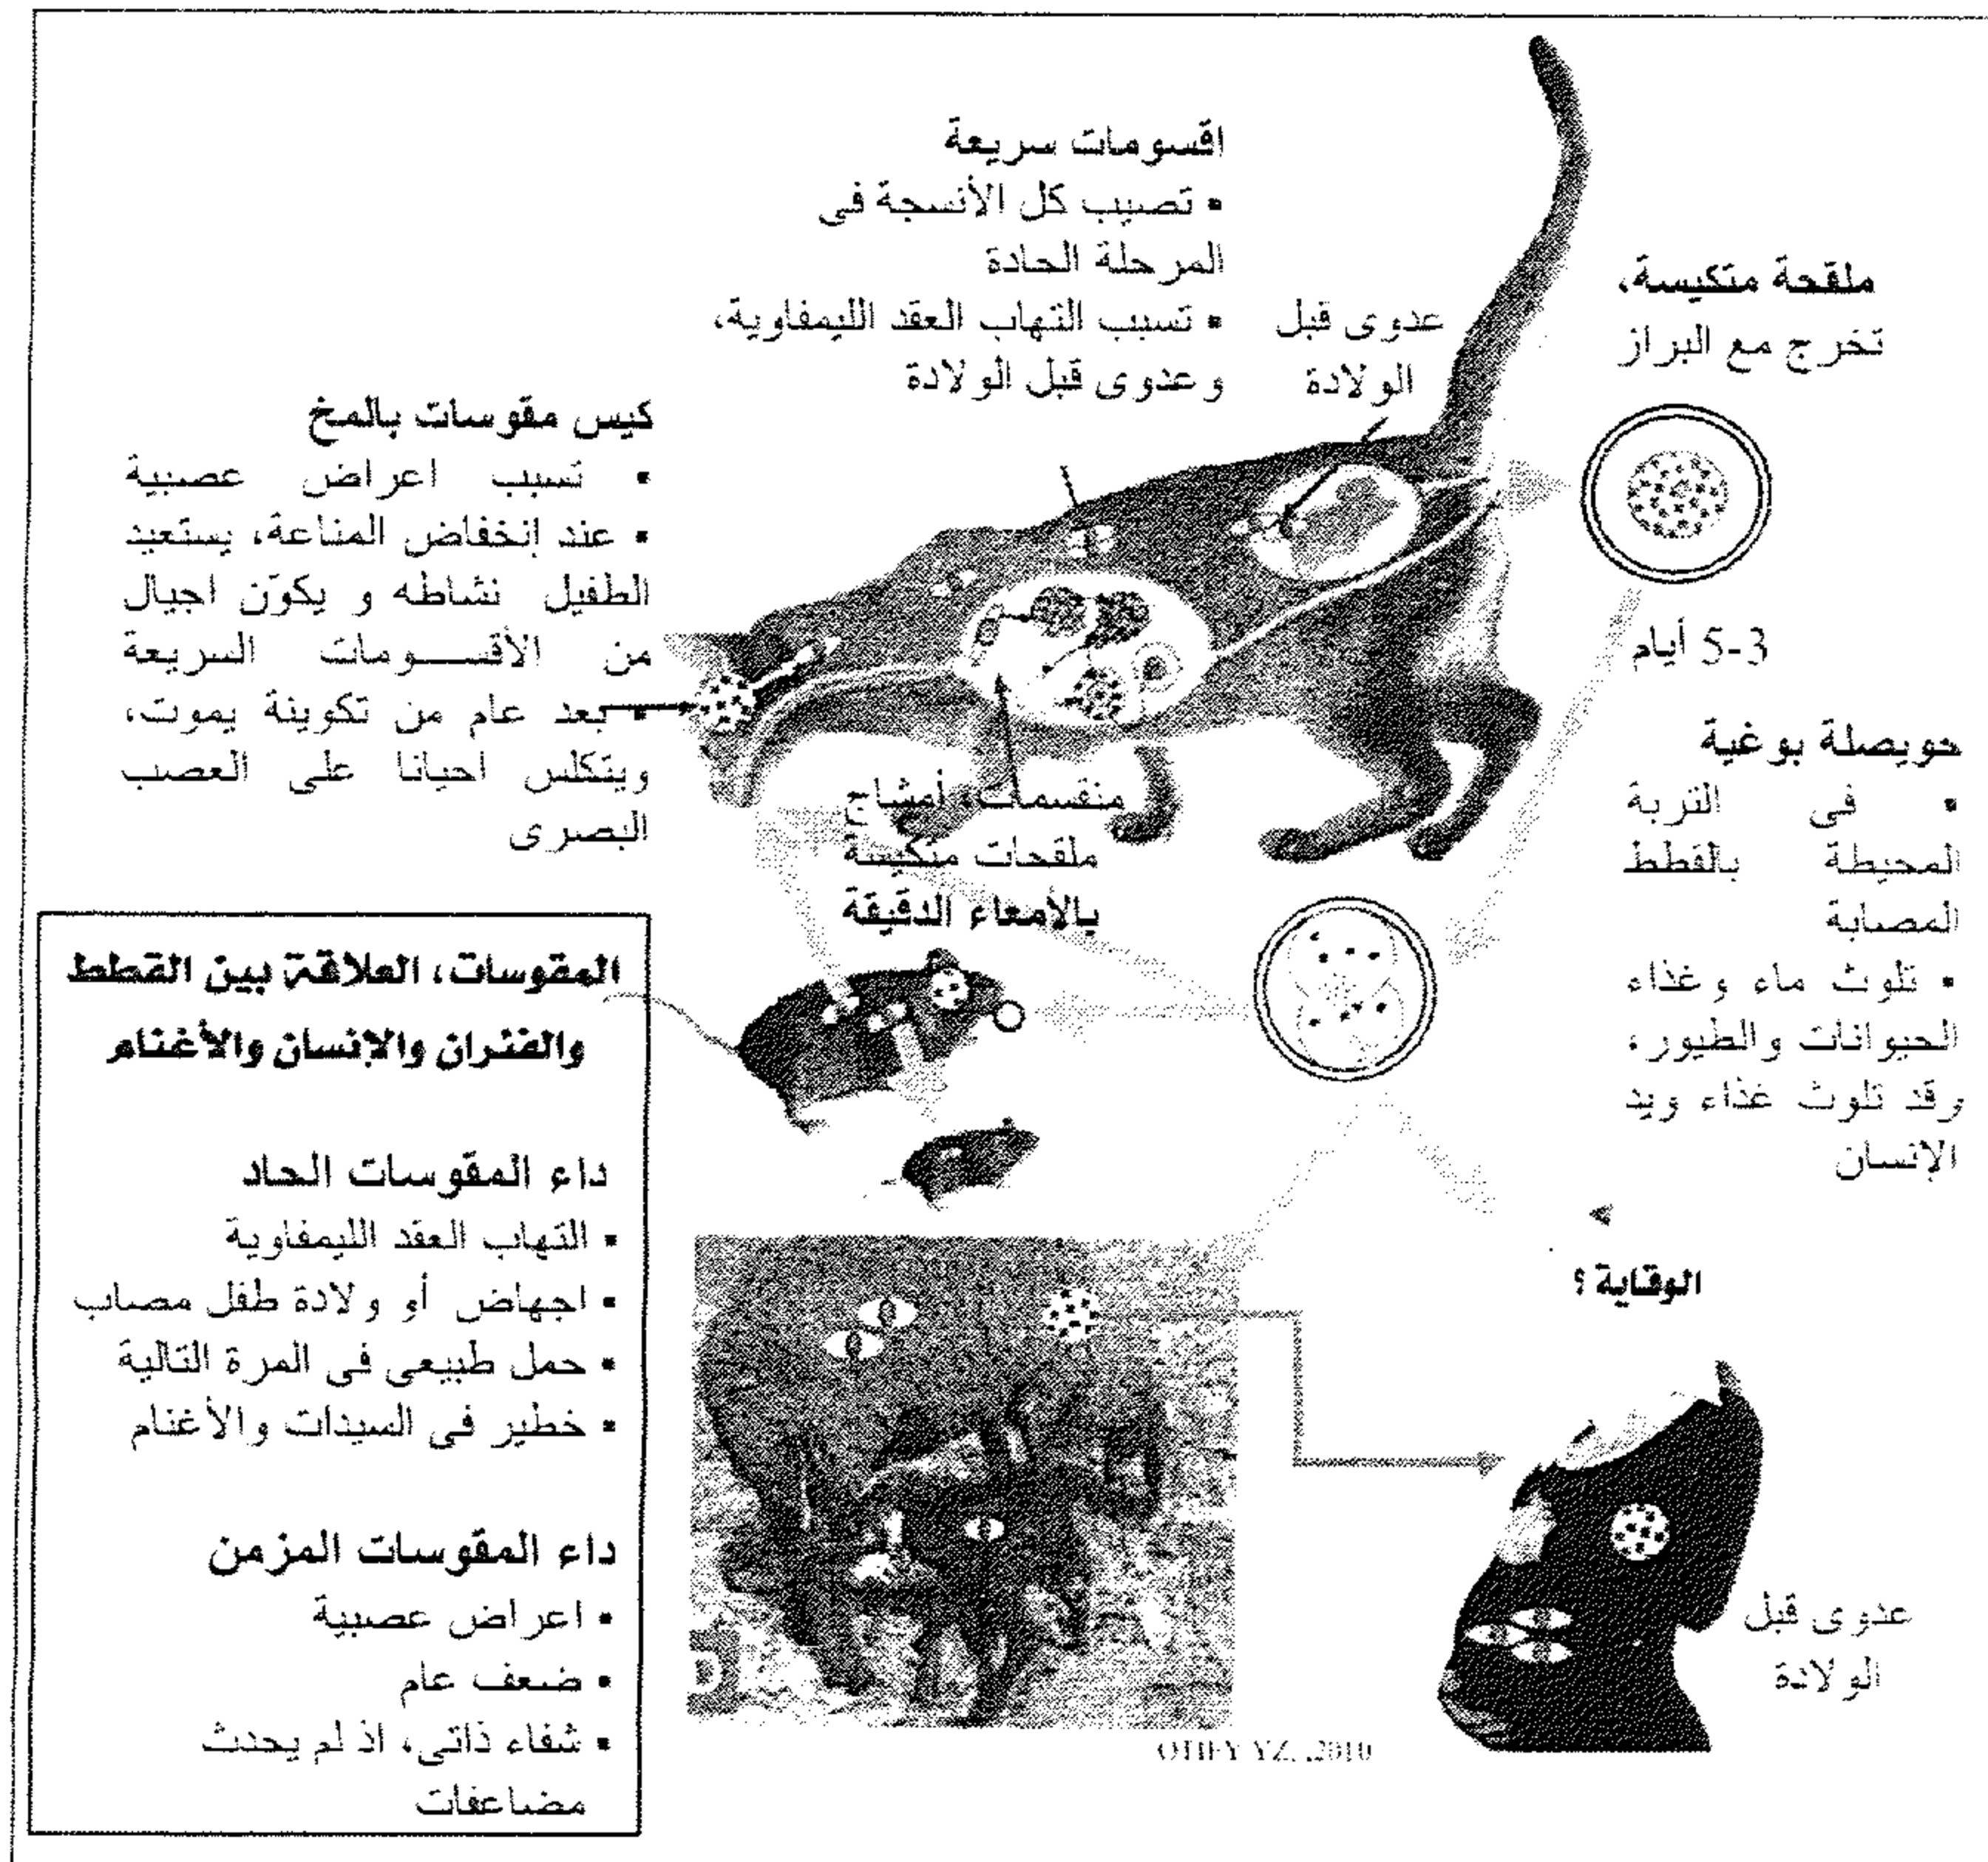 اقسومات سريعة
▪ تصيب كل الأنسجة فى
المرحلة الحادة
▪ تسبب التهاب العقد الليمفاوية،
وعدوى قبل الولادة
عدوى قبل
الولادة
ملقحة متكيسة،
تخرج مع البراز
كيس مقوسات بالمخ
▪ تسبب اعراض عصبية
▪ عند إنخفاض المناعة، يستعيد
الطفيل نشاطه و يكوّن اجيال
من الأقسومات السريعة
▪ بعد عام من تكوينة يموت،
ويتكلس احيانا على العصب
البصرى
3-5 أيام
حويصلة بوغية
▪ فى التربة
المحيطة بالقطط
المصابة
▪ تلوث ماء وغذاء
الحيوانات والطيور،
وقد تلوث غذاء ويد
الإنسان
منقسمات، أمشاج
ملقحات متكيسة
بالأمعاء الدقيقة
المقوسات، العلاقة بين القطط
والفئران والإنسان والأغنام
داء المقوسات الحاد
▪ التهاب العقد الليمفاوية
▪ اجهاض أو ولادة طفل مصاب
▪ حمل طبيعى فى المرة التالية
▪ خطير فى السيدات والأغنام
داء المقوسات المزمن
▪ اعراض عصبية
▪ ضعف عام
▪ شفاء ذاتى، اذ لم يحدث
مضاعفات
الوقاية ؟
عدوى قبل
الولادة
OTIFY YZ, .2010